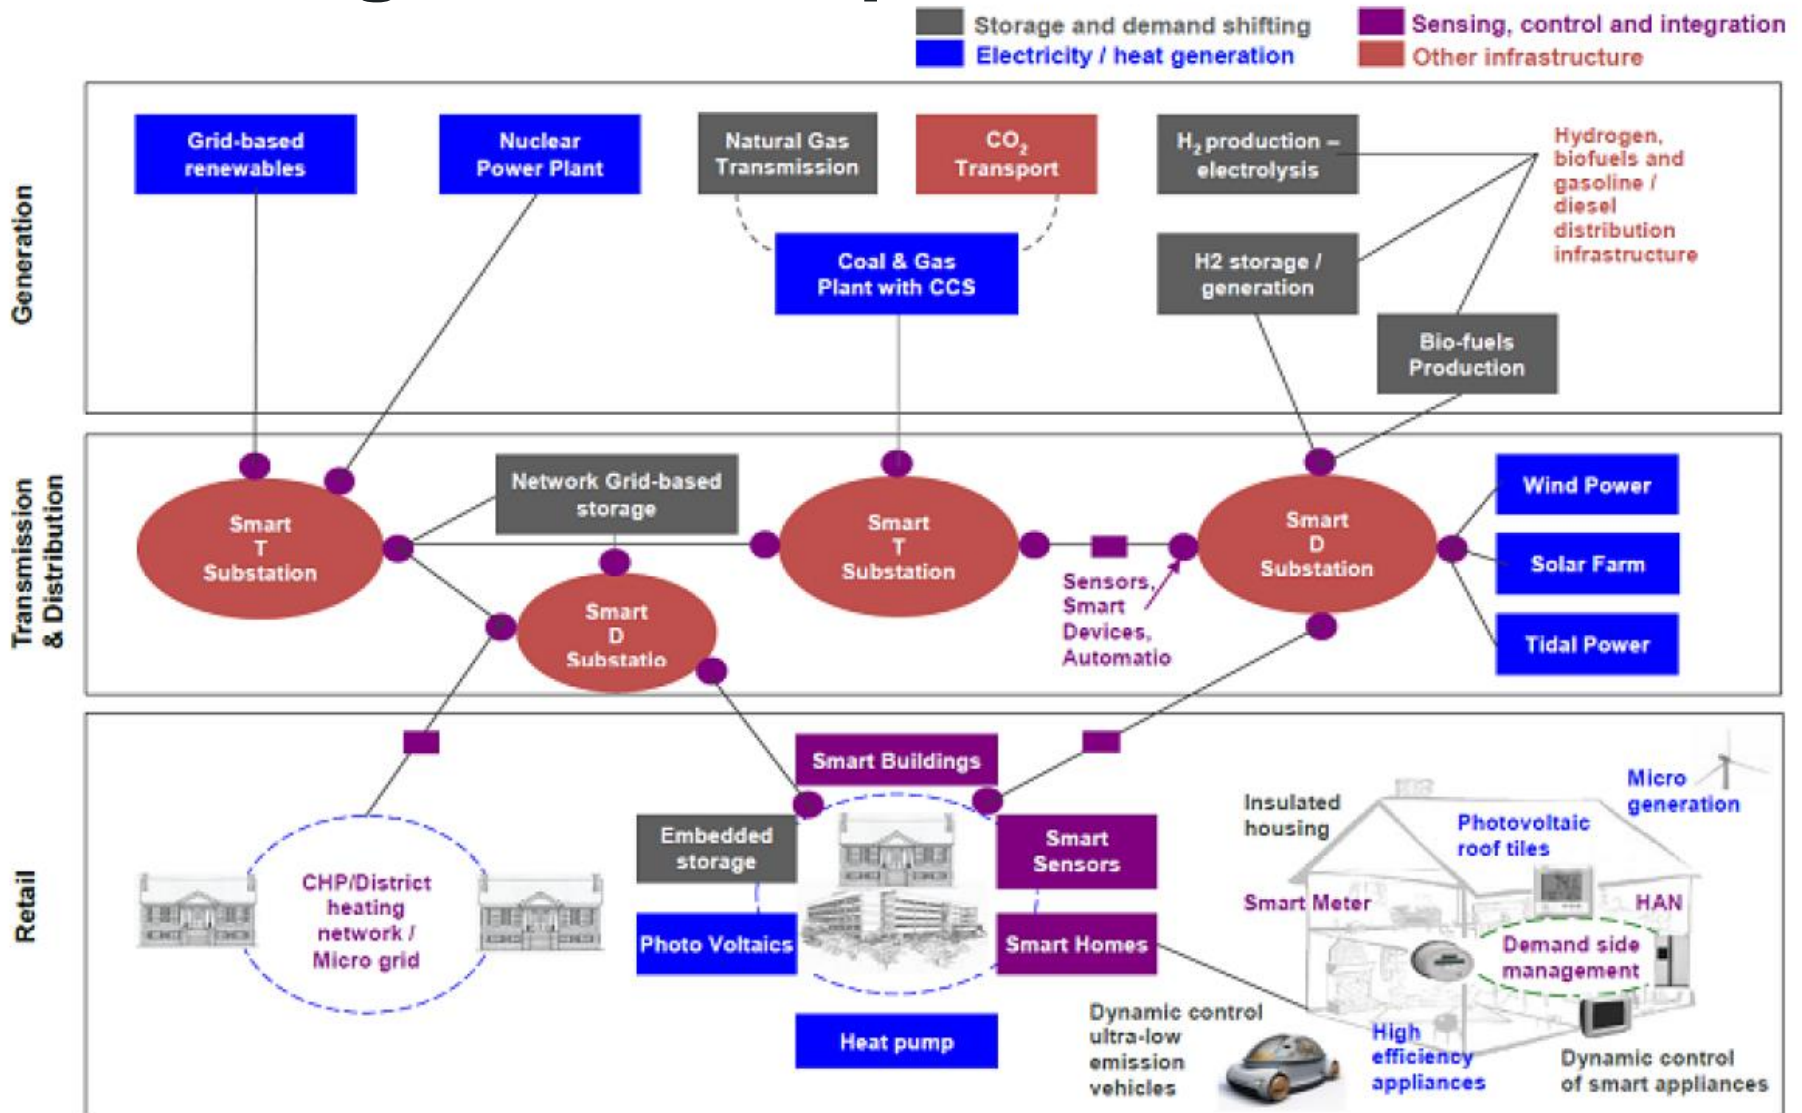 Storage and demand shifting
Sensing, control and integration
Electricity / heat generation
Other infrastructure
Generation
Grid-based
renewables
Nuclear
Power Plant
Natural Gas
Transmission
CO2
Transport
H2 production –
electrolysis
Hydrogen,
biofuels and
gasoline /
diesel
distribution
infrastructure
Coal & Gas
Plant with CCS
H2 storage /
generation
Bio-fuels
Production
Transmission
& Distribution
Smart
T
Substation
Network Grid-based
storage
Smart
D
Substatio
Smart
T
Substation
Sensors,
Smart
Devices,
Automatio
Smart
D
Substation
Wind Power
Solar Farm
Tidal Power
Retail
CHP/District
heating
network /
Micro grid
Smart Buildings
Embedded
storage
Smart
Sensors
Photo Voltaics
Smart Homes
Heat pump
Insulated
housing
Micro
generation
Photovoltaic
roof tiles
Smart Meter
HAN
Demand side
management
Dynamic control
ultra-low
emission
vehicles
High
efficiency
appliances
Dynamic control
of smart appliances